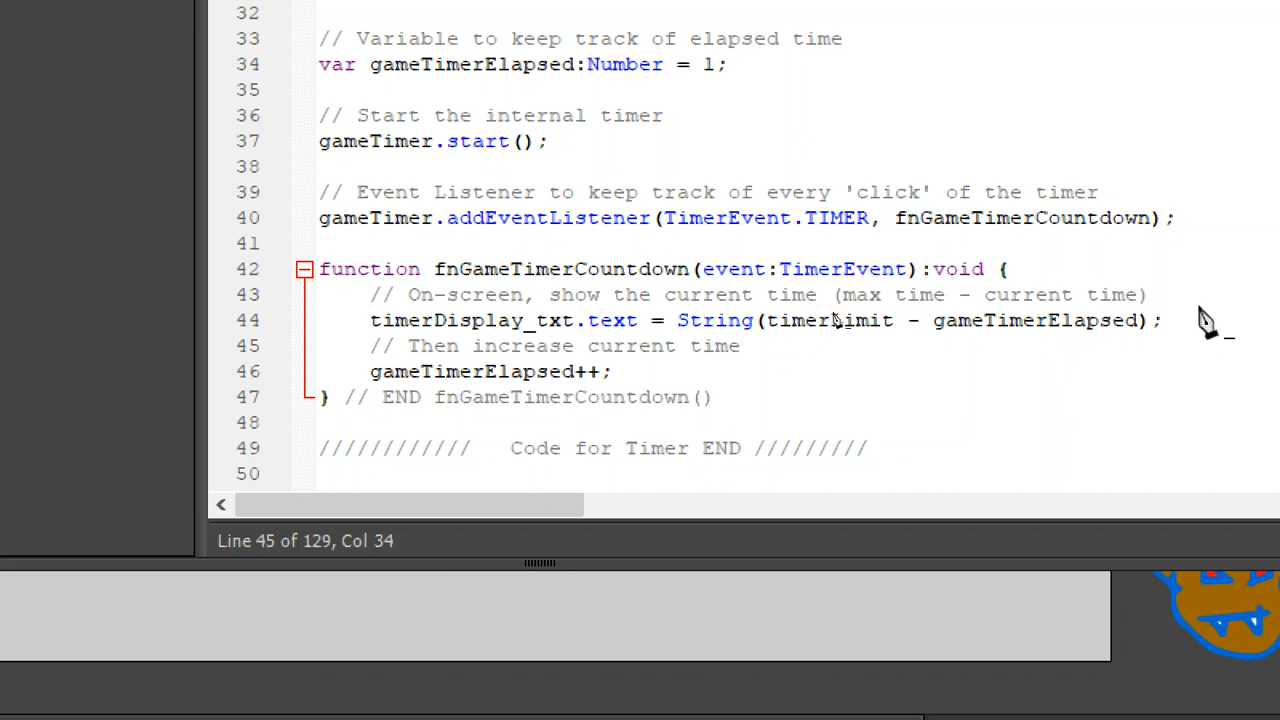 32
33 // Variable to keep track of elapsed time
34 var gameTimerElapsed:Number = 1;
35
36 // Start the internal timer
37 gameTimer.start();
38
39 // Event Listener to keep track of every 'click' of the timer
40 gameTimer.addEventListener(TimerEvent.TIMER, fnGameTimerCountdown);
41
42 function fnGameTimerCountdown(event:TimerEvent):void {
43 // On-screen, show the current time (max time - current time)
44 timerDisplay_txt.text = String(timerLimit - gameTimerElapsed);
45 // Then increase current time
46 gameTimerElapsed++;
47 } // END fnGameTimerCountdown()
48
49 //////////// Code for Timer END /////////
50
Line 45 of 129, Col 34